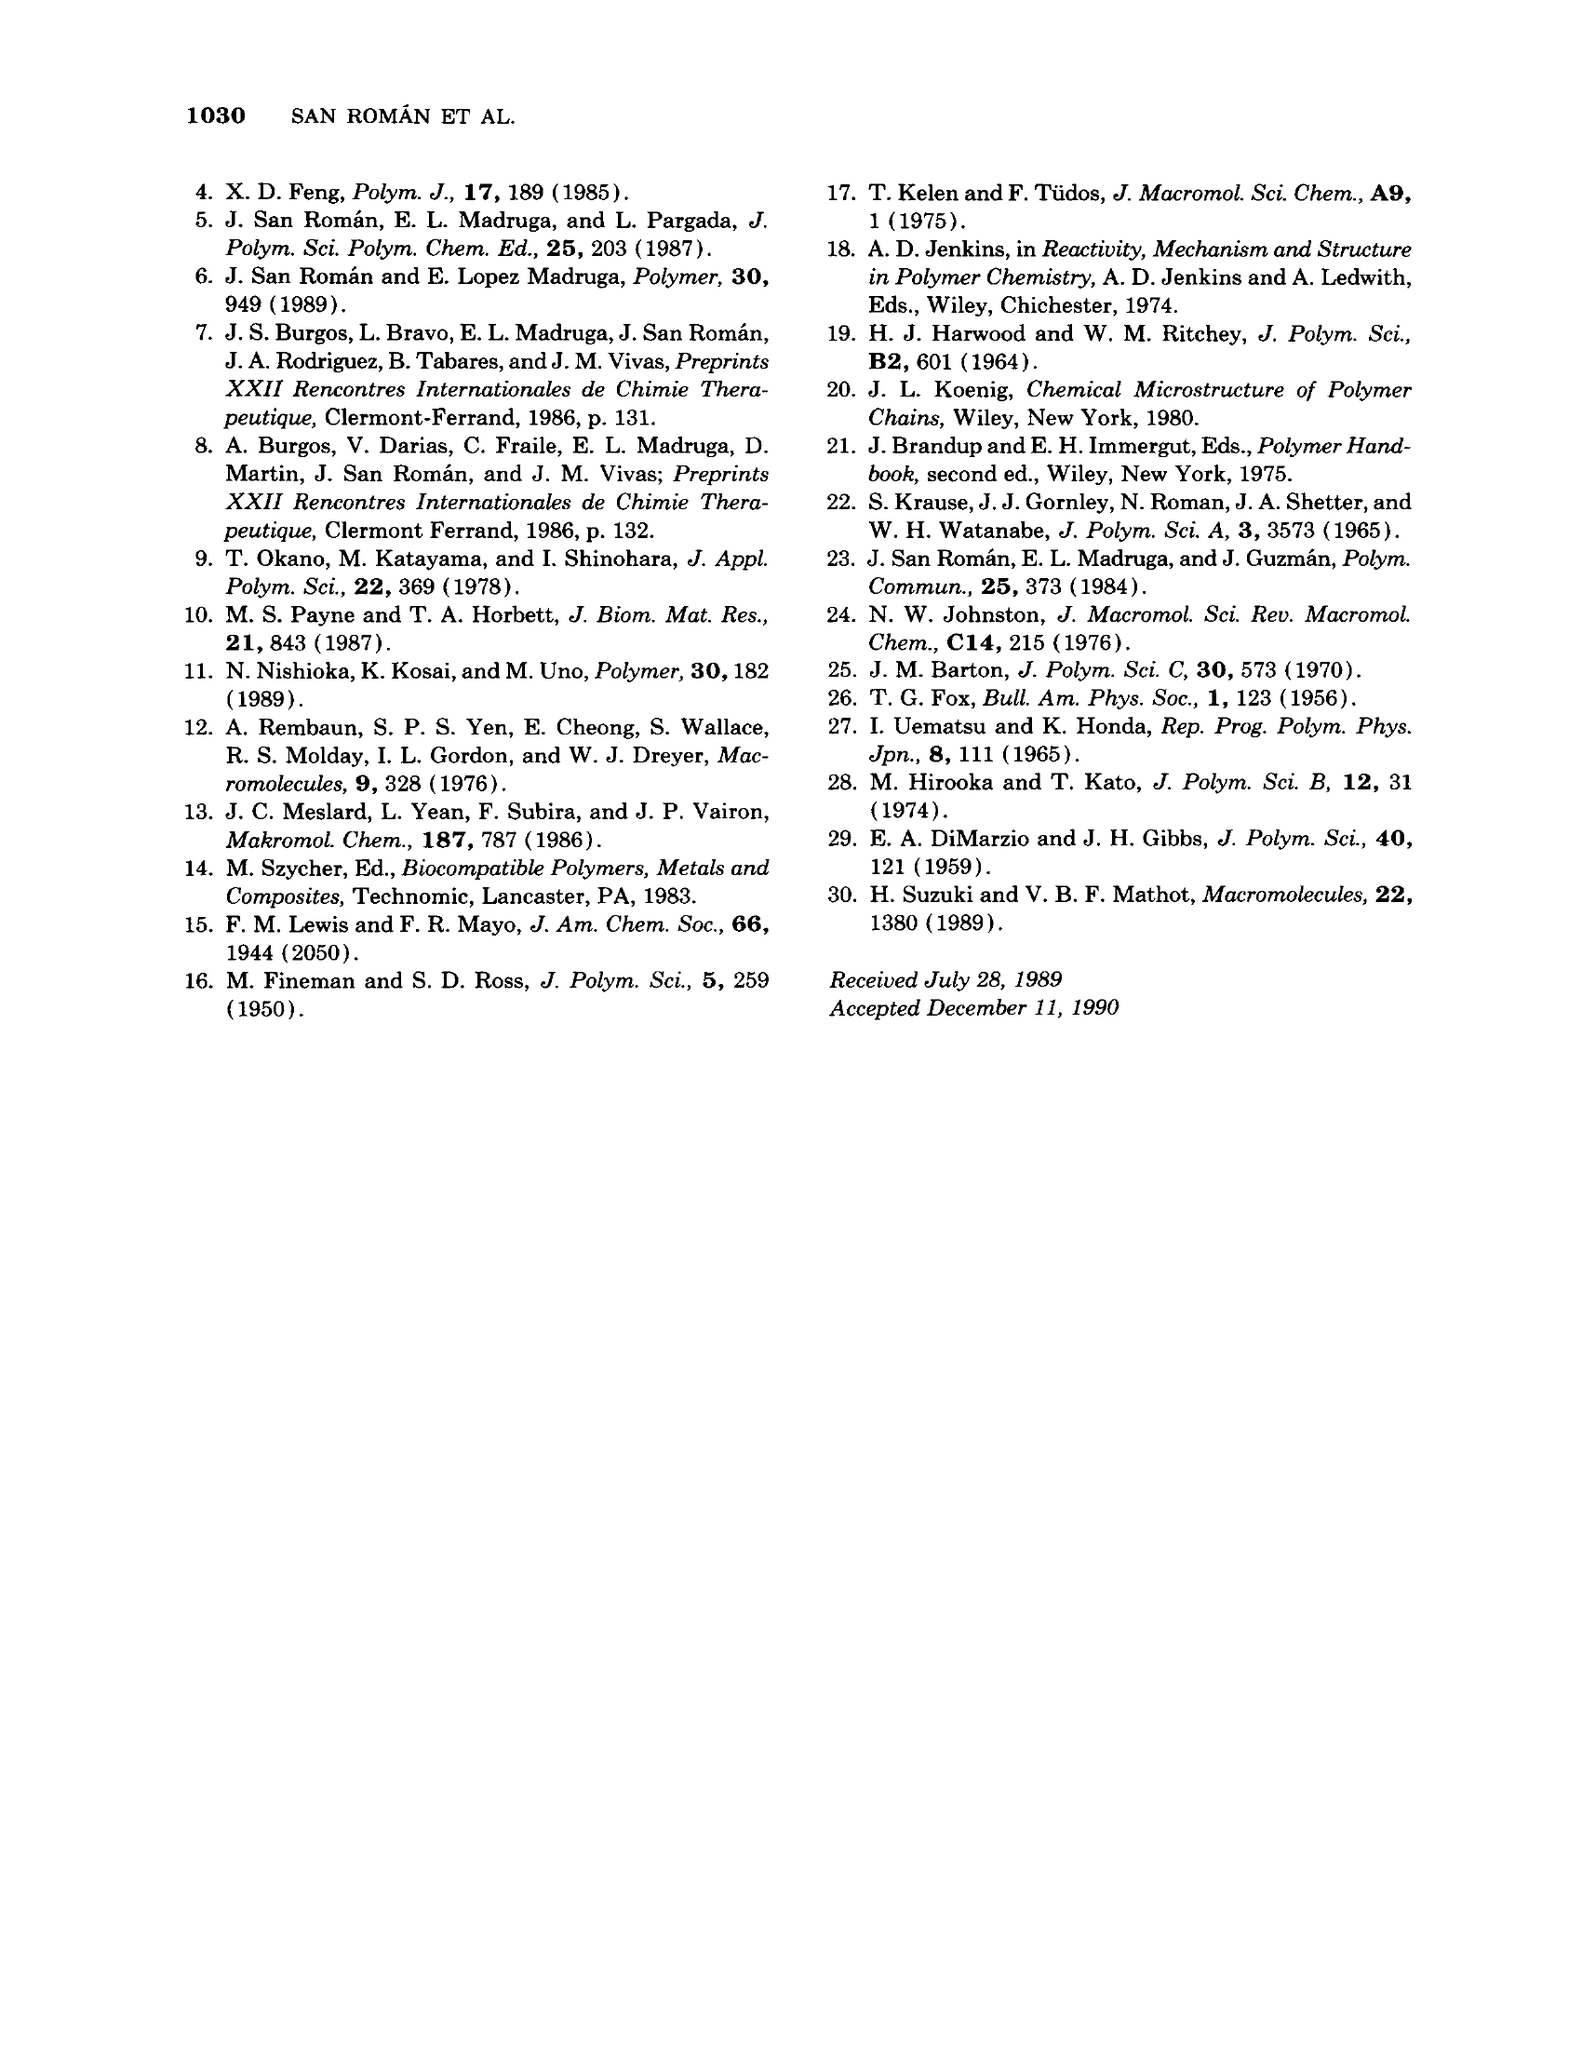 1030 SAN ROMÁN ET AL.
4. X. D. Feng, Polym. J., 17, 189 (1985).
5. J. San Román, E. L. Madruga, and L. Pargada, J.
Polym. Sci. Polym. Chem. Ed., 25, 203 (1987).
6. J. San Román and E. Lopez Madruga, Polymer, 30,
949 (1989).
7. J. S. Burgos, L. Bravo, E. L. Madruga, J. San Román,
J. A. Rodriguez, B. Tabares, and J. M. Vivas, Preprints
XXII Rencontres Internationales de Chimie Thera-
peutique, Clermont-Ferrand, 1986, p. 131.
8. A. Burgos, V. Darias, C. Fraile, E. L. Madruga, D.
Martin, J. San Román, and J. M. Vivas; Preprints
XXII Rencontres Internationales de Chimie Thera-
peutique, Clermont Ferrand, 1986, p. 132.
9. T. Okano, M. Katayama, and I. Shinohara, J. Appl.
Polym. Sci., 22, 369 (1978).
10. M. S. Payne and T. A. Horbett, J. Biom. Mat. Res.,
21, 843 (1987).
11. N. Nishioka, K. Kosai, and M. Uno, Polymer, 30, 182
(1989).
12. A. Rembaun, S. P. S. Yen, E. Cheong, S. Wallace,
R. S. Molday, I. L. Gordon, and W. J. Dreyer, Mac-
romolecules, 9, 328 (1976).
13. J. C. Meslard, L. Yean, F. Subira, and J. P. Vairon,
Makromol. Chem., 187, 787 (1986).
14. M. Szycher, Ed., Biocompatible Polymers, Metals and
Composites, Technomic, Lancaster, PA, 1983.
15. F. M. Lewis and F. R. Mayo, J. Am. Chem. Soc., 66,
1944 (2050).
16. M. Fineman and S. D. Ross, J. Polym. Sci., 5, 259
(1950).
17. T. Kelen and F. Tüdos, J. Macromol. Sci. Chem., A9,
1 (1975).
18. A. D. Jenkins, in Reactivity, Mechanism and Structure
in Polymer Chemistry, A. D. Jenkins and A. Ledwith,
Eds., Wiley, Chichester, 1974.
19. H. J. Harwood and W. M. Ritchey, J. Polym. Sci.,
B2, 601 (1964).
20. J. L. Koenig, Chemical Microstructure of Polymer
Chains, Wiley, New York, 1980.
21. J. Brandup and E. H. Immergut, Eds., Polymer Hand-
book, second ed., Wiley, New York, 1975.
22. S. Krause, J. J. Gornley, N. Roman, J. A. Shetter, and
W. H. Watanabe, J. Polym. Sci. A, 3, 3573 (1965).
23. J. San Román, E. L. Madruga, and J. Guzmán, Polym.
Commun., 25, 373 (1984).
24. N. W. Johnston, J. Macromol. Sci. Rev. Macromol.
Chem., C14, 215 (1976).
25. J. M. Barton, J. Polym. Sci. C, 30, 573 (1970).
26. T. G. Fox, Bull. Am. Phys. Soc., 1, 123 (1956).
27. I. Uematsu and K. Honda, Rep. Prog. Polym. Phys.
Jpn., 8, 111 (1965).
28. M. Hirooka and T. Kato, J. Polym. Sci. B, 12, 31
(1974).
29. E. A. DiMarzio and J. H. Gibbs, J. Polym. Sci., 40,
121 (1959).
30. H. Suzuki and V. B. F. Mathot, Macromolecules, 22,
1380 (1989).
Received July 28, 1989
Accepted December 11, 1990